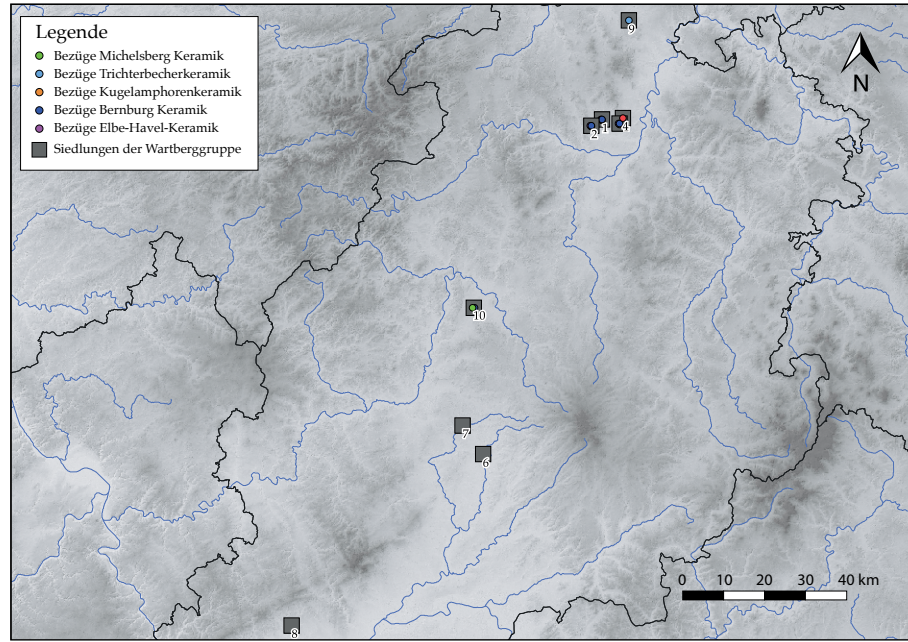 Legende
Bezüge Michelsberg Keramik
Bezüge Trichterbecherkeramik
Bezüge Kugelamphorenkeramik
Bezüge Bernburg Keramik
Bezüge Elbe-Havel-Keramik
Siedlungen der Wartberggruppe
9
N
2
1
4
10
7
6
0 10 20 30 40 km
8